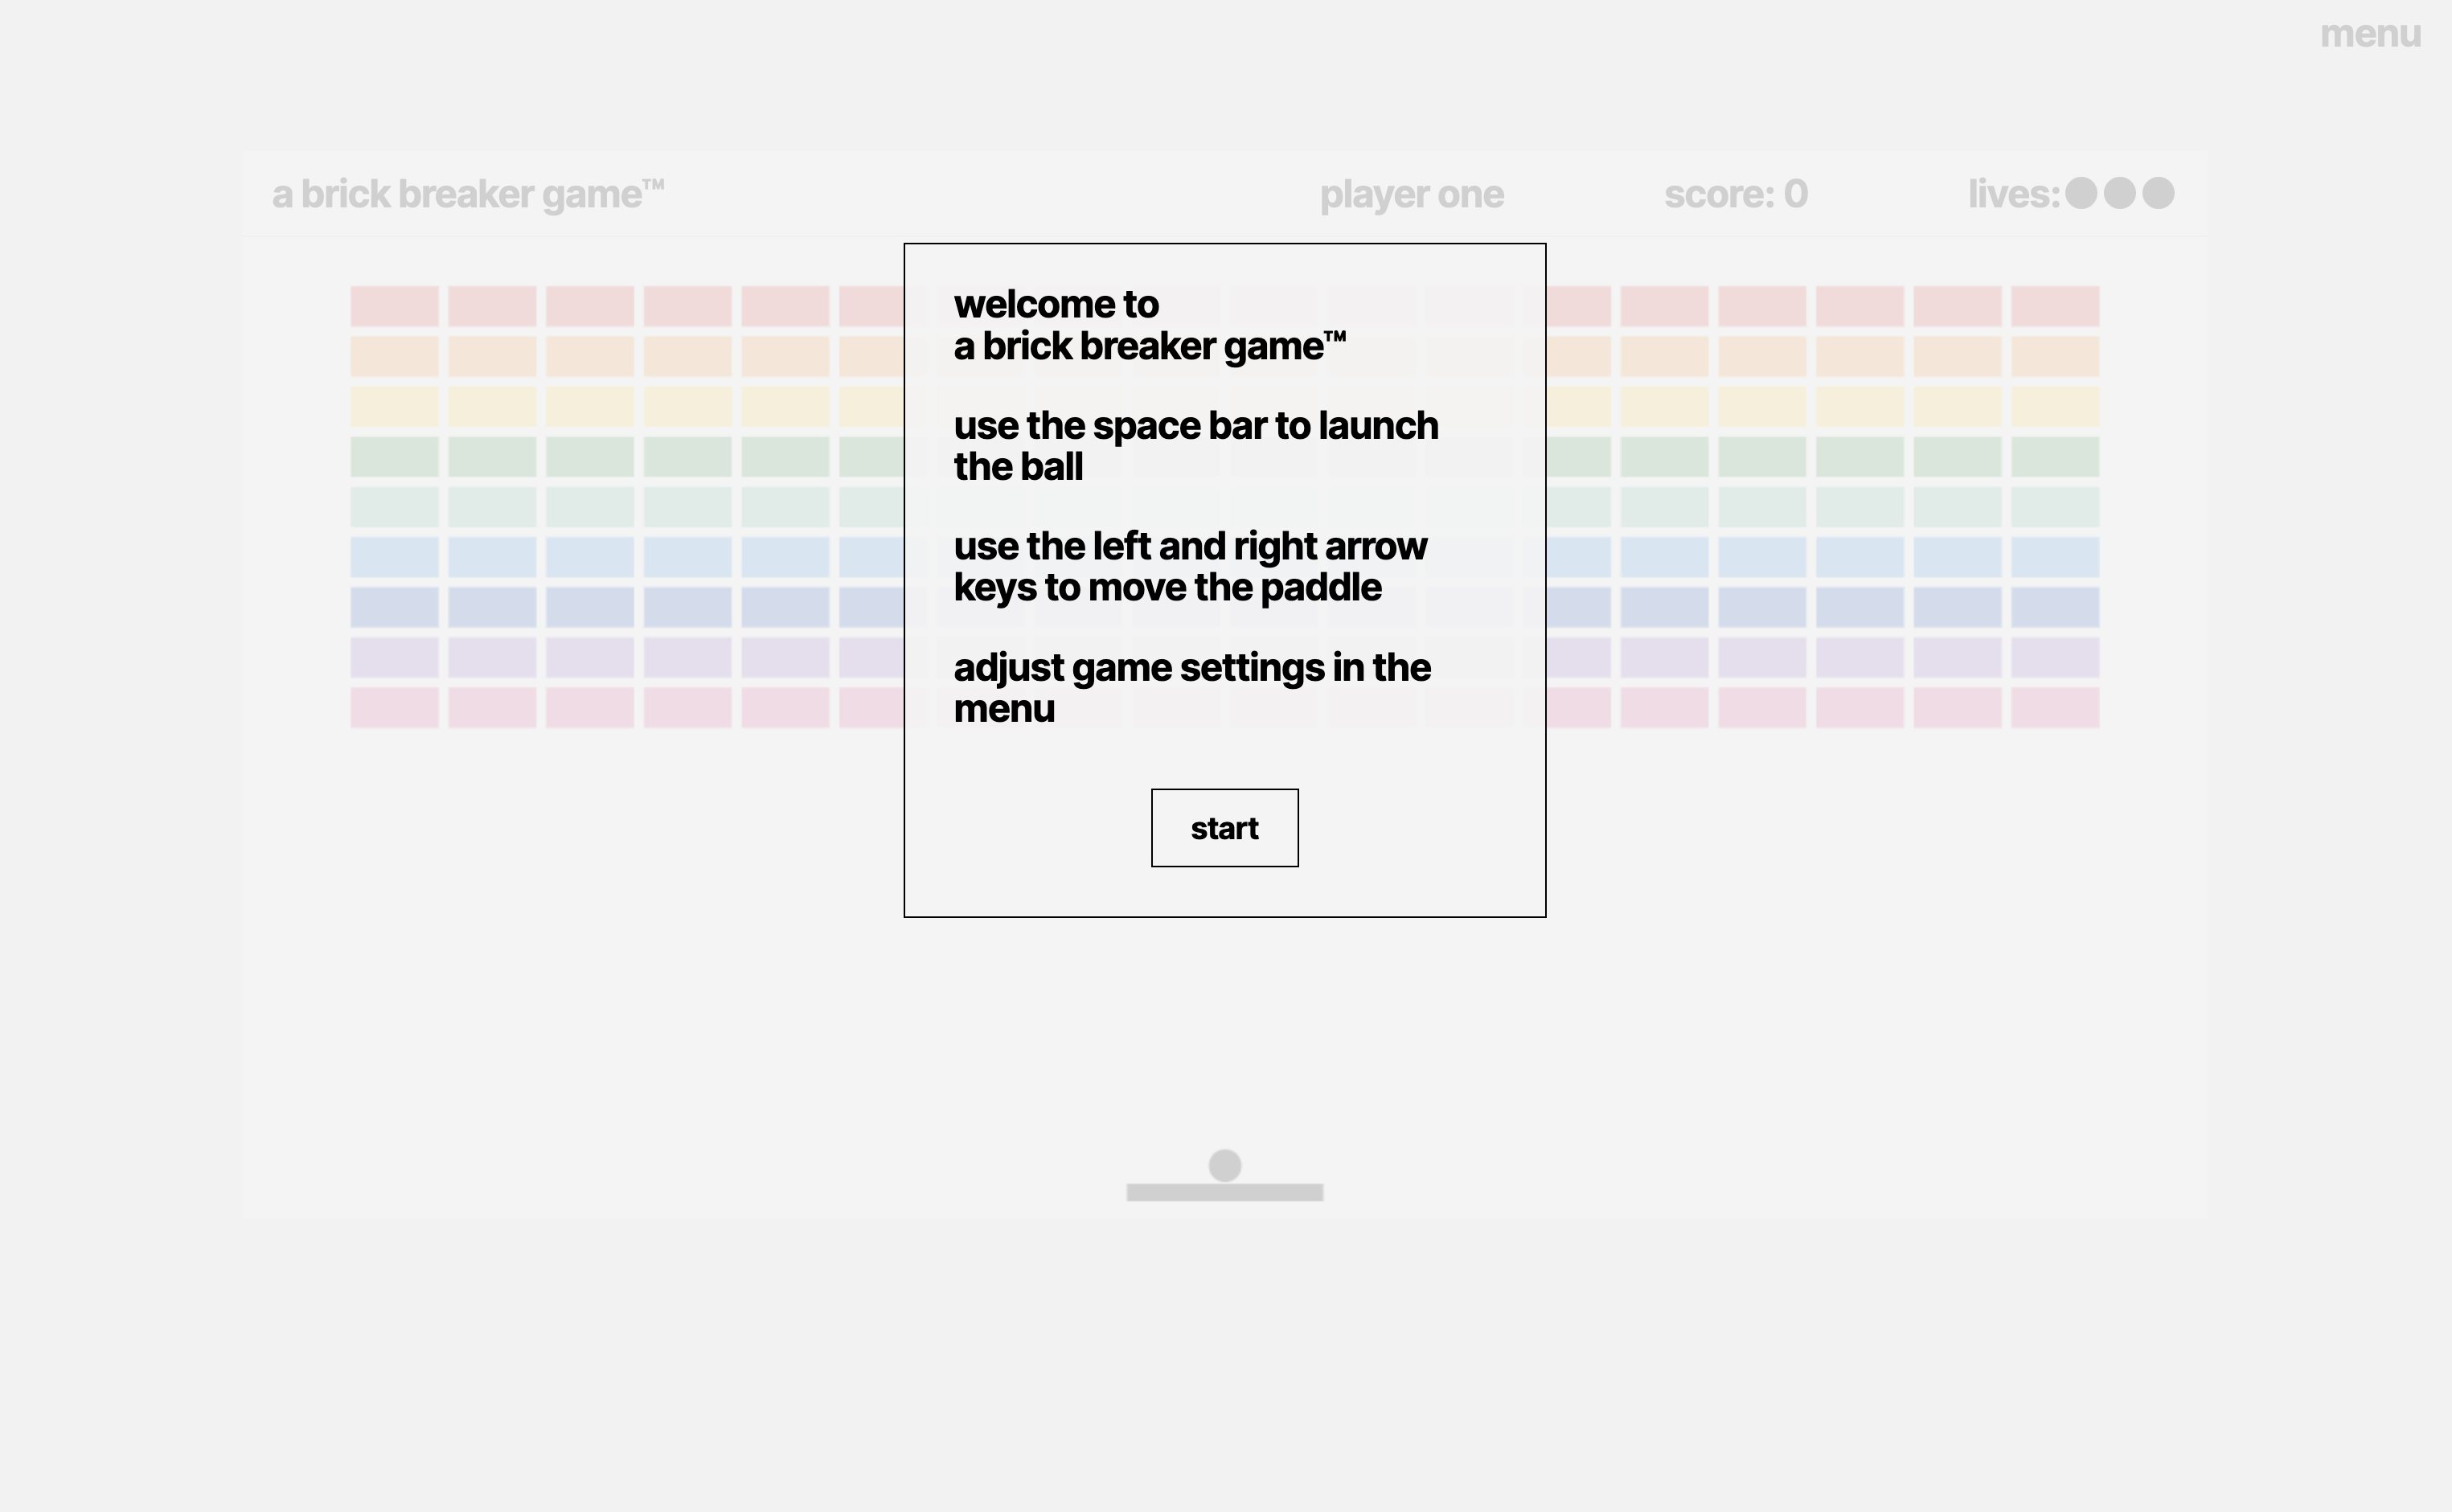 menu
a brick breaker game™
player one
score: 0
lives:
welcome to
a brick breaker game™
use the space bar to launch
the ball
use the left and right arrow
keys to move the paddle
adjust game settings in the
menu
start